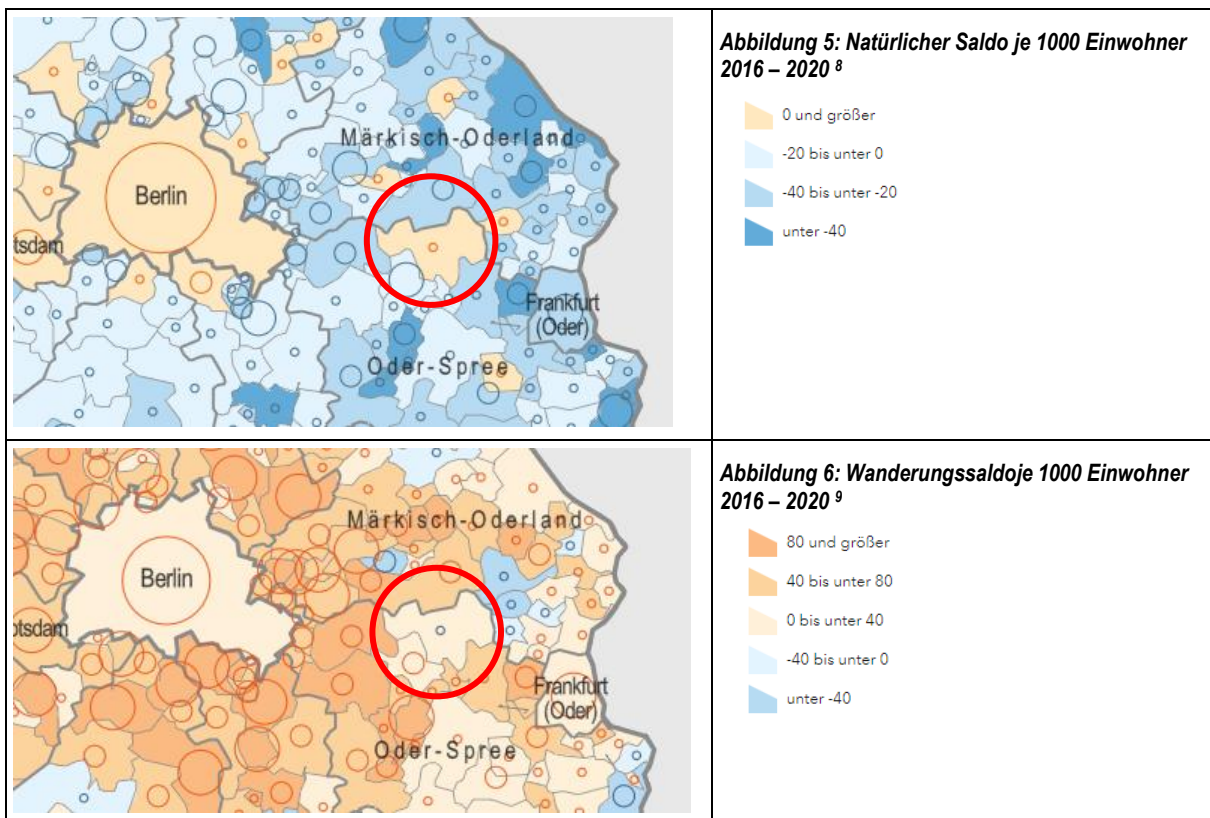 Märkisch-Oderland
Berlin
tsdam
Frankfurt
(Oder)
Oder-Spree
Abbildung 5: Natürlicher Saldo je 1000 Einwohner
2016 – 2020 ⁸
0 und größer
-20 bis unter 0
-40 bis unter -20
unter -40
Märkisch-Oderland
Berlin
otsdam
Frankfurt
(Oder)
Oder-Spree
Abbildung 6: Wanderungssaldoje 1000 Einwohner
2016 – 2020 ⁹
80 und größer
40 bis unter 80
0 bis unter 40
-40 bis unter 0
unter -40